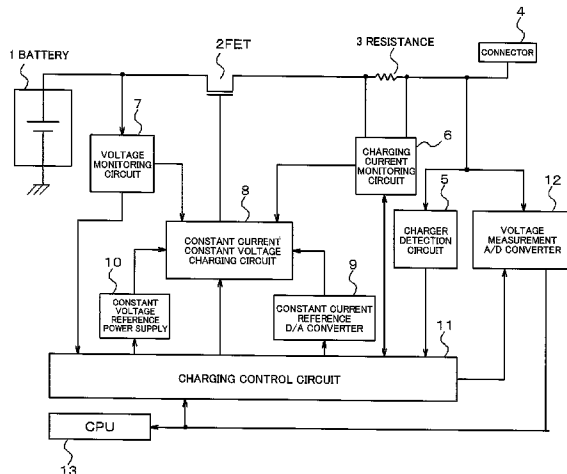 1 BATTERY
2 FET
3 RESISTANCE
4
CONNECTOR
7
VOLTAGE
MONITORING
CIRCUIT
6
CHARGING
CURRENT
MONITORING
CIRCUIT
8
CONSTANT CURRENT
CONSTANT VOLTAGE
CHARGING CIRCUIT
5
CHARGER
DETECTION
CIRCUIT
12
VOLTAGE
MEASUREMENT
A/D CONVERTER
10
CONSTANT
VOLTAGE
REFERENCE
POWER SUPPLY
9
CONSTANT CURRENT
REFERENCE
D/A CONVERTER
11
CHARGING CONTROL CIRCUIT
CPU
13